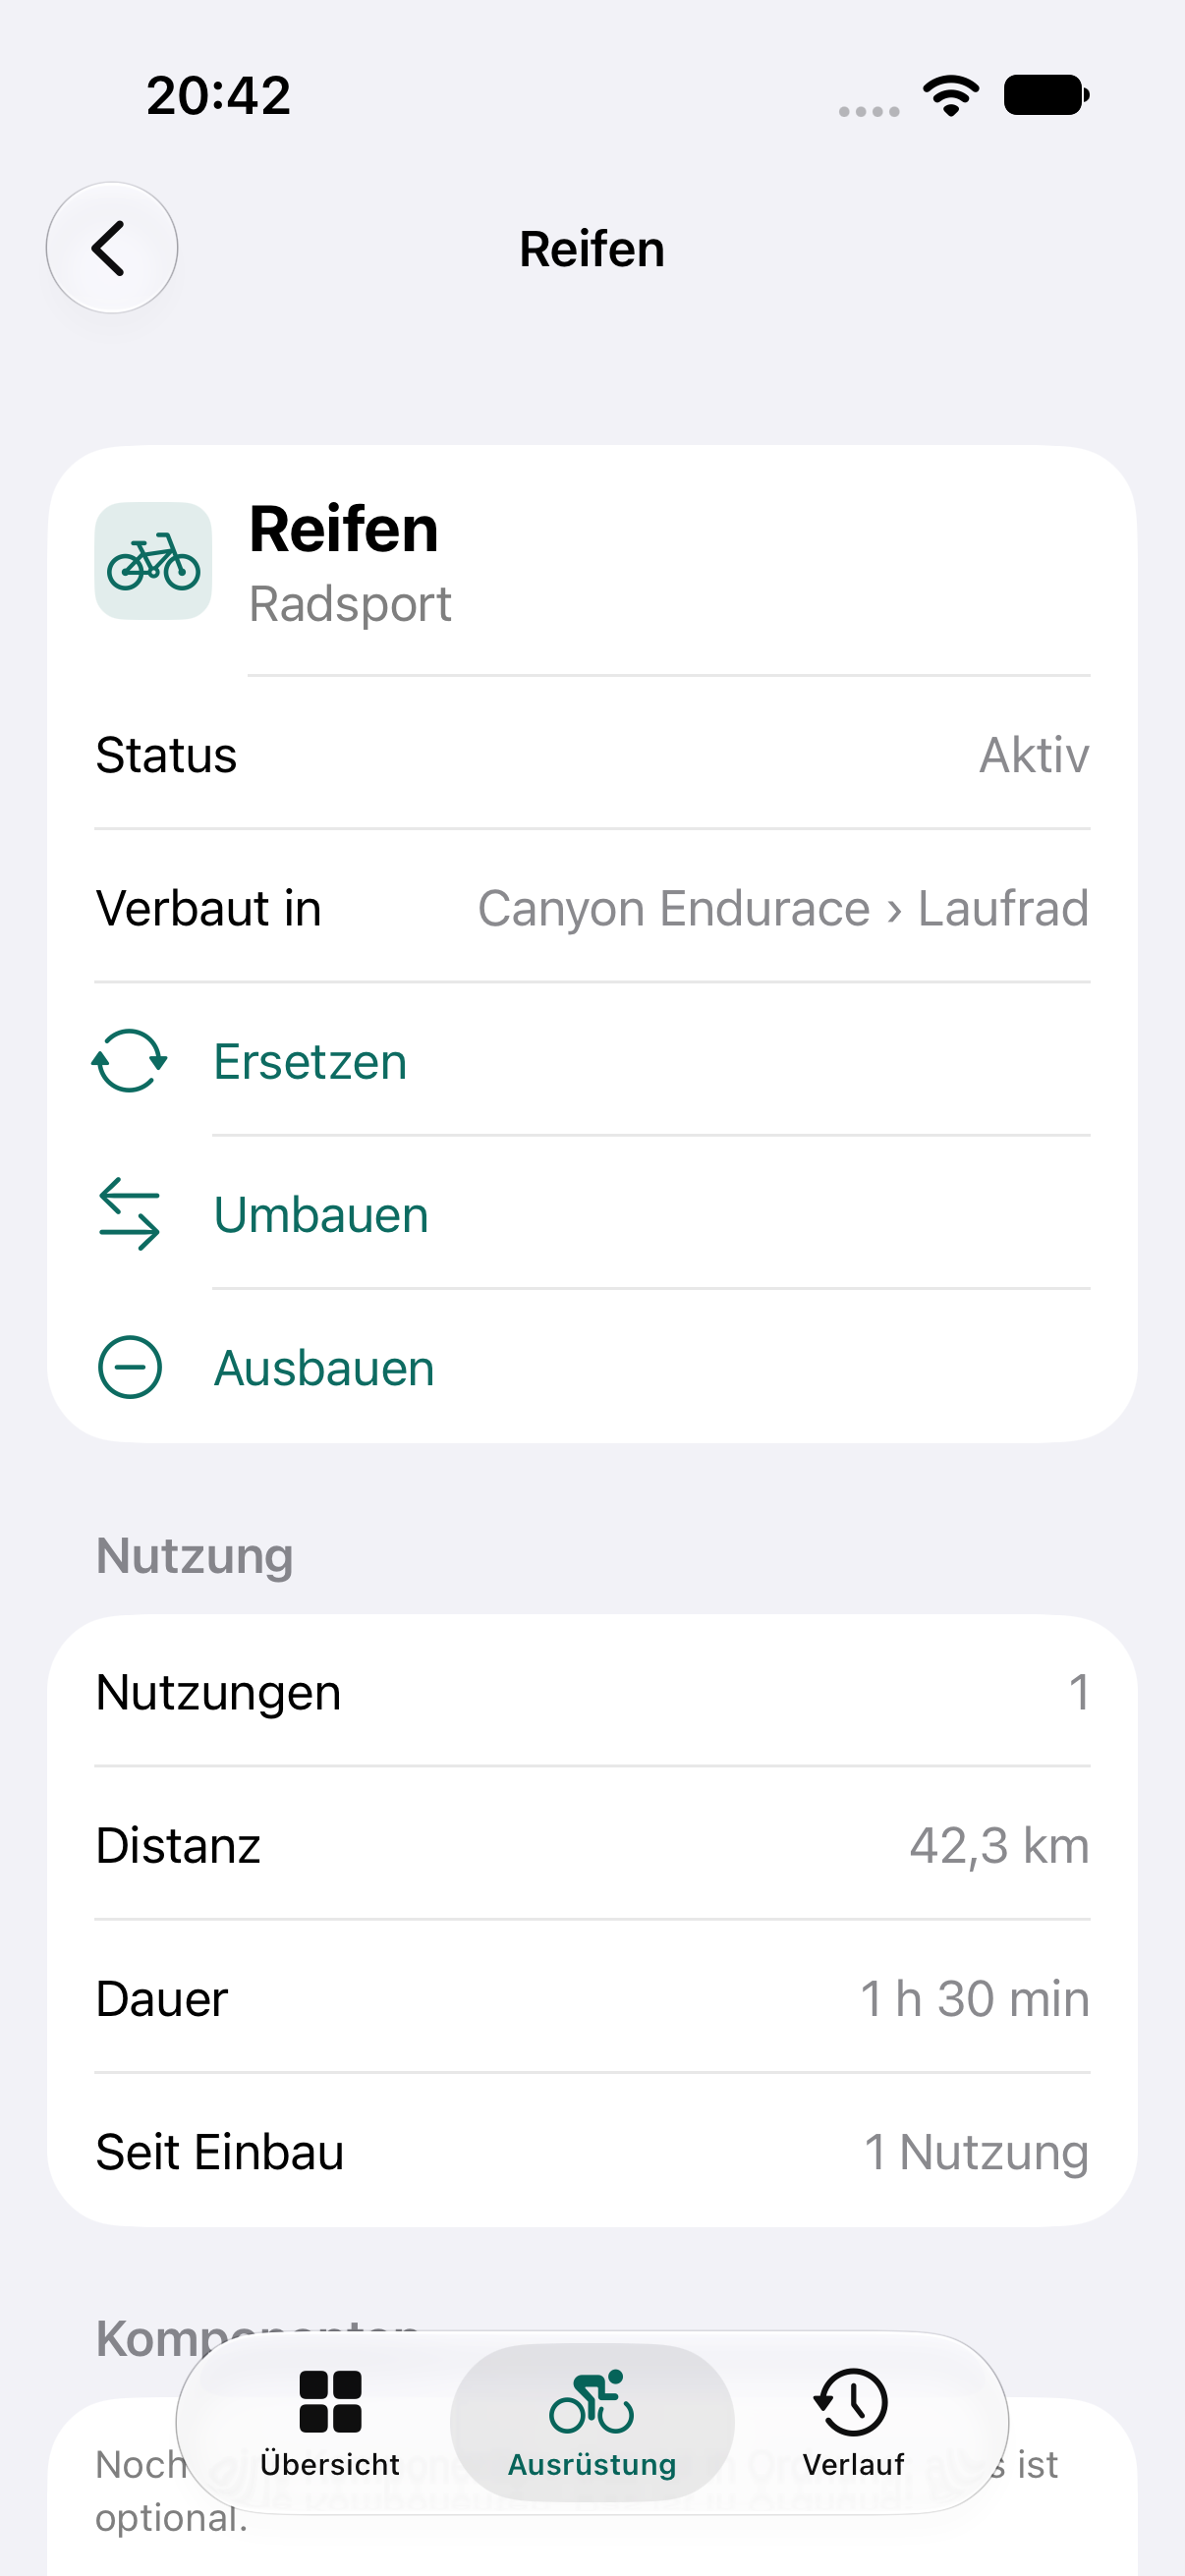 20:42
Reifen
Reifen
Radsport
Status Aktiv
Verbaut in Canyon Endurace › Laufrad
Ersetzen
Umbauen
Ausbauen
Nutzung
Nutzungen 1
Distanz 42,3 km
Dauer 1 h 30 min
Seit Einbau 1 Nutzung
Komponenten
Noch ist
optional.
Übersicht Ausrüstung Verlauf